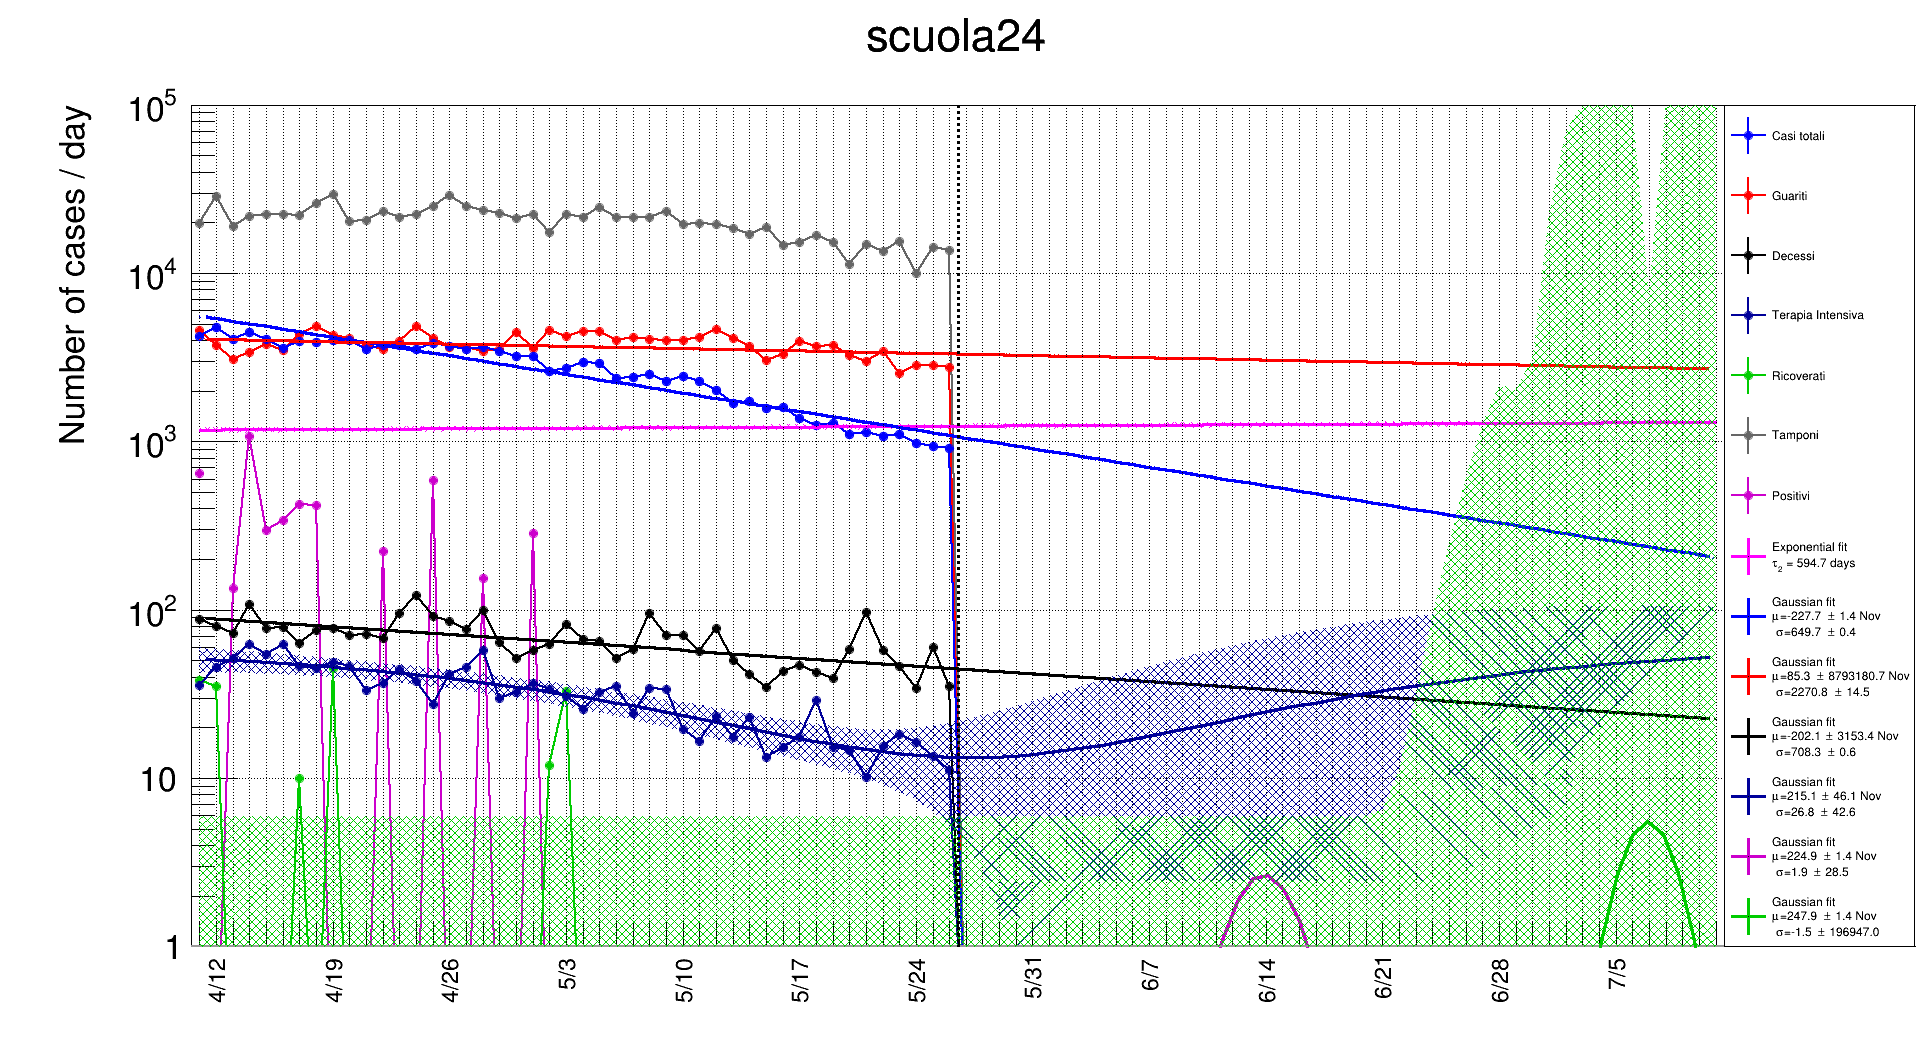 scuola24
Number of cases / day
10^5
10^4
10^3
10^2
10
1
4/12
4/19
4/26
5/3
5/10
5/17
5/24
5/31
6/7
6/14
6/21
6/28
7/5
Casi totali
Guariti
Decessi
Terapia Intensiva
Ricoverati
Tamponi
Positivi
Exponential fit
τ₂ = 594.7 days
Gaussian fit
μ=-227.7 ± 1.4 Nov
σ=649.7 ± 0.4
Gaussian fit
μ=85.3 ± 8793180.7 Nov
σ=2270.8 ± 14.5
Gaussian fit
μ=-202.1 ± 3153.4 Nov
σ=708.3 ± 0.6
Gaussian fit
μ=215.1 ± 46.1 Nov
σ=26.8 ± 42.6
Gaussian fit
μ=224.9 ± 1.4 Nov
σ=1.9 ± 28.5
Gaussian fit
μ=247.9 ± 1.4 Nov
σ=-1.5 ± 196947.0